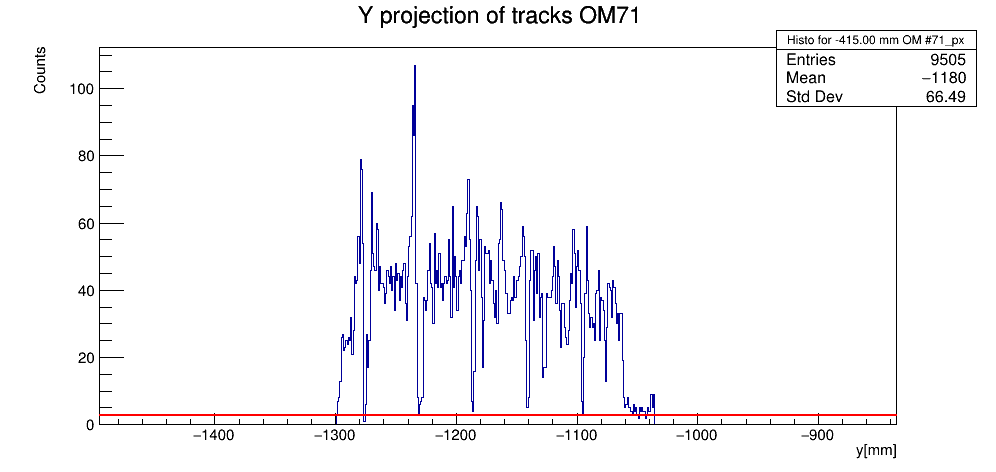 Y projection of tracks OM71
Histo for -415.00 mm OM #71_px
Entries 9505
Mean −1180
Std Dev 66.49
Counts
100
80
60
40
20
0
−1400 −1300 −1200 −1100 −1000 −900
y[mm]